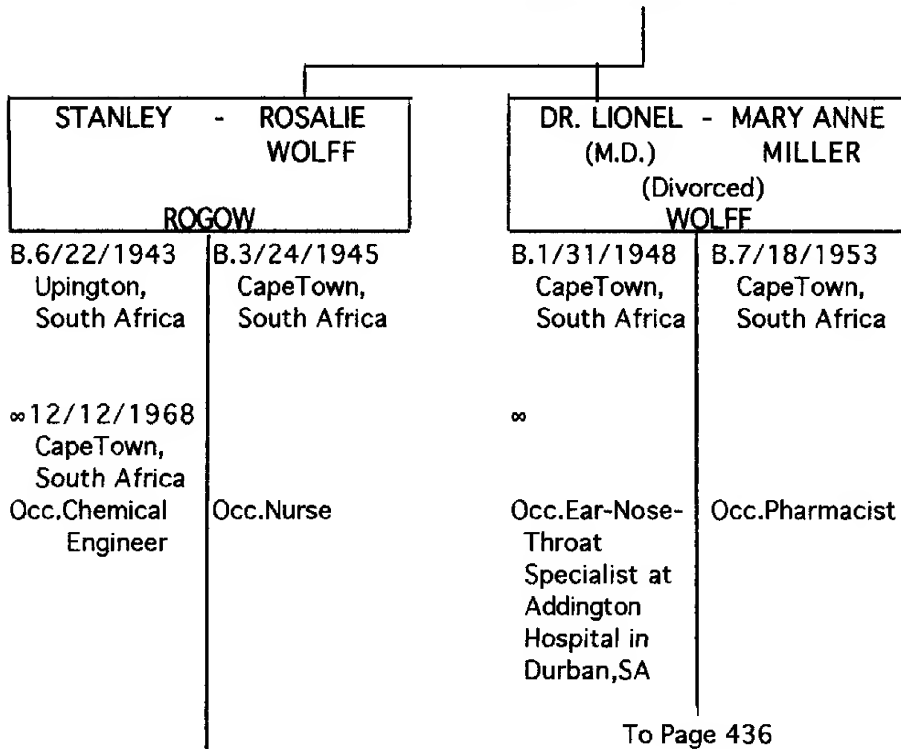 STANLEY - ROSALIE
WOLFF
ROGOW
B.6/22/1943 B.3/24/1945
Upington, CapeTown,
South Africa South Africa
∞12/12/1968
CapeTown,
South Africa
Occ.Chemical Occ.Nurse
Engineer
DR. LIONEL - MARY ANNE
(M.D.) MILLER
(Divorced)
WOLFF
B.1/31/1948 B.7/18/1953
CapeTown, CapeTown,
South Africa South Africa
∞
Occ.Ear-Nose- Occ.Pharmacist
Throat
Specialist at
Addington
Hospital in
Durban,SA
To Page 436